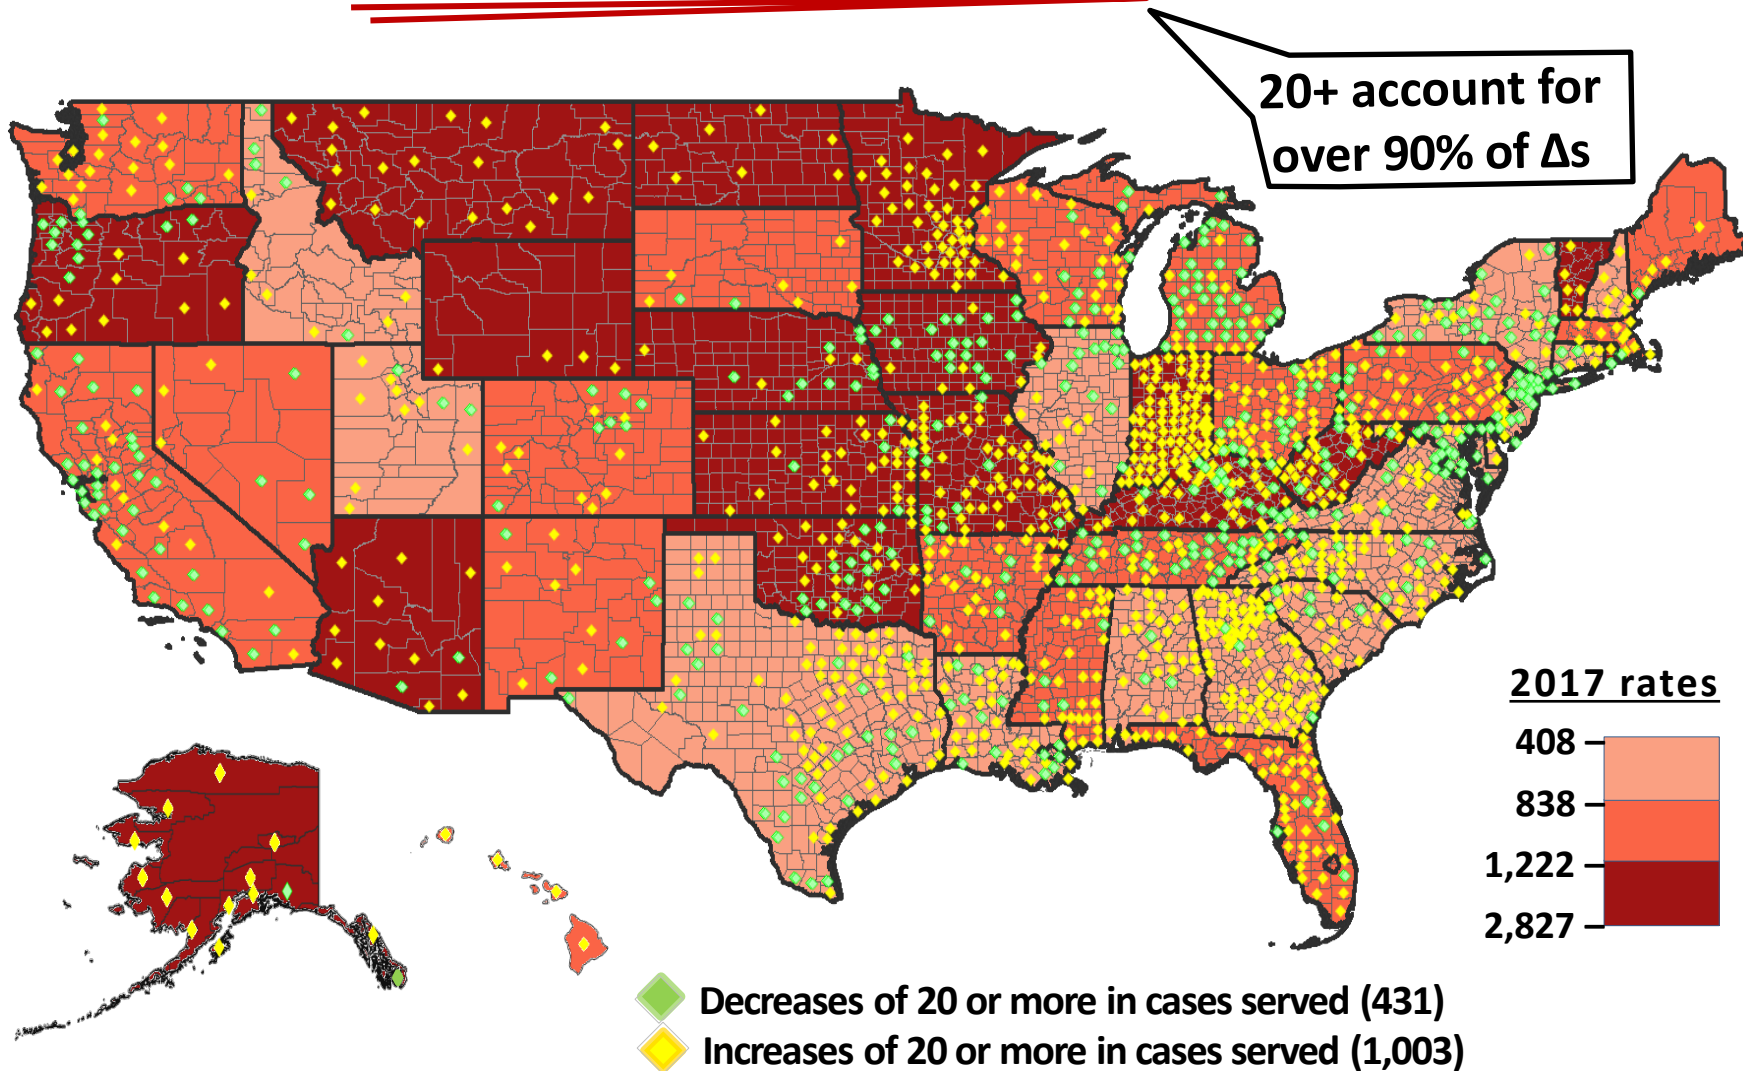 20+ account for
over 90% of Δs
2017 rates
408
838
1,222
2,827
Decreases of 20 or more in cases served (431)
Increases of 20 or more in cases served (1,003)